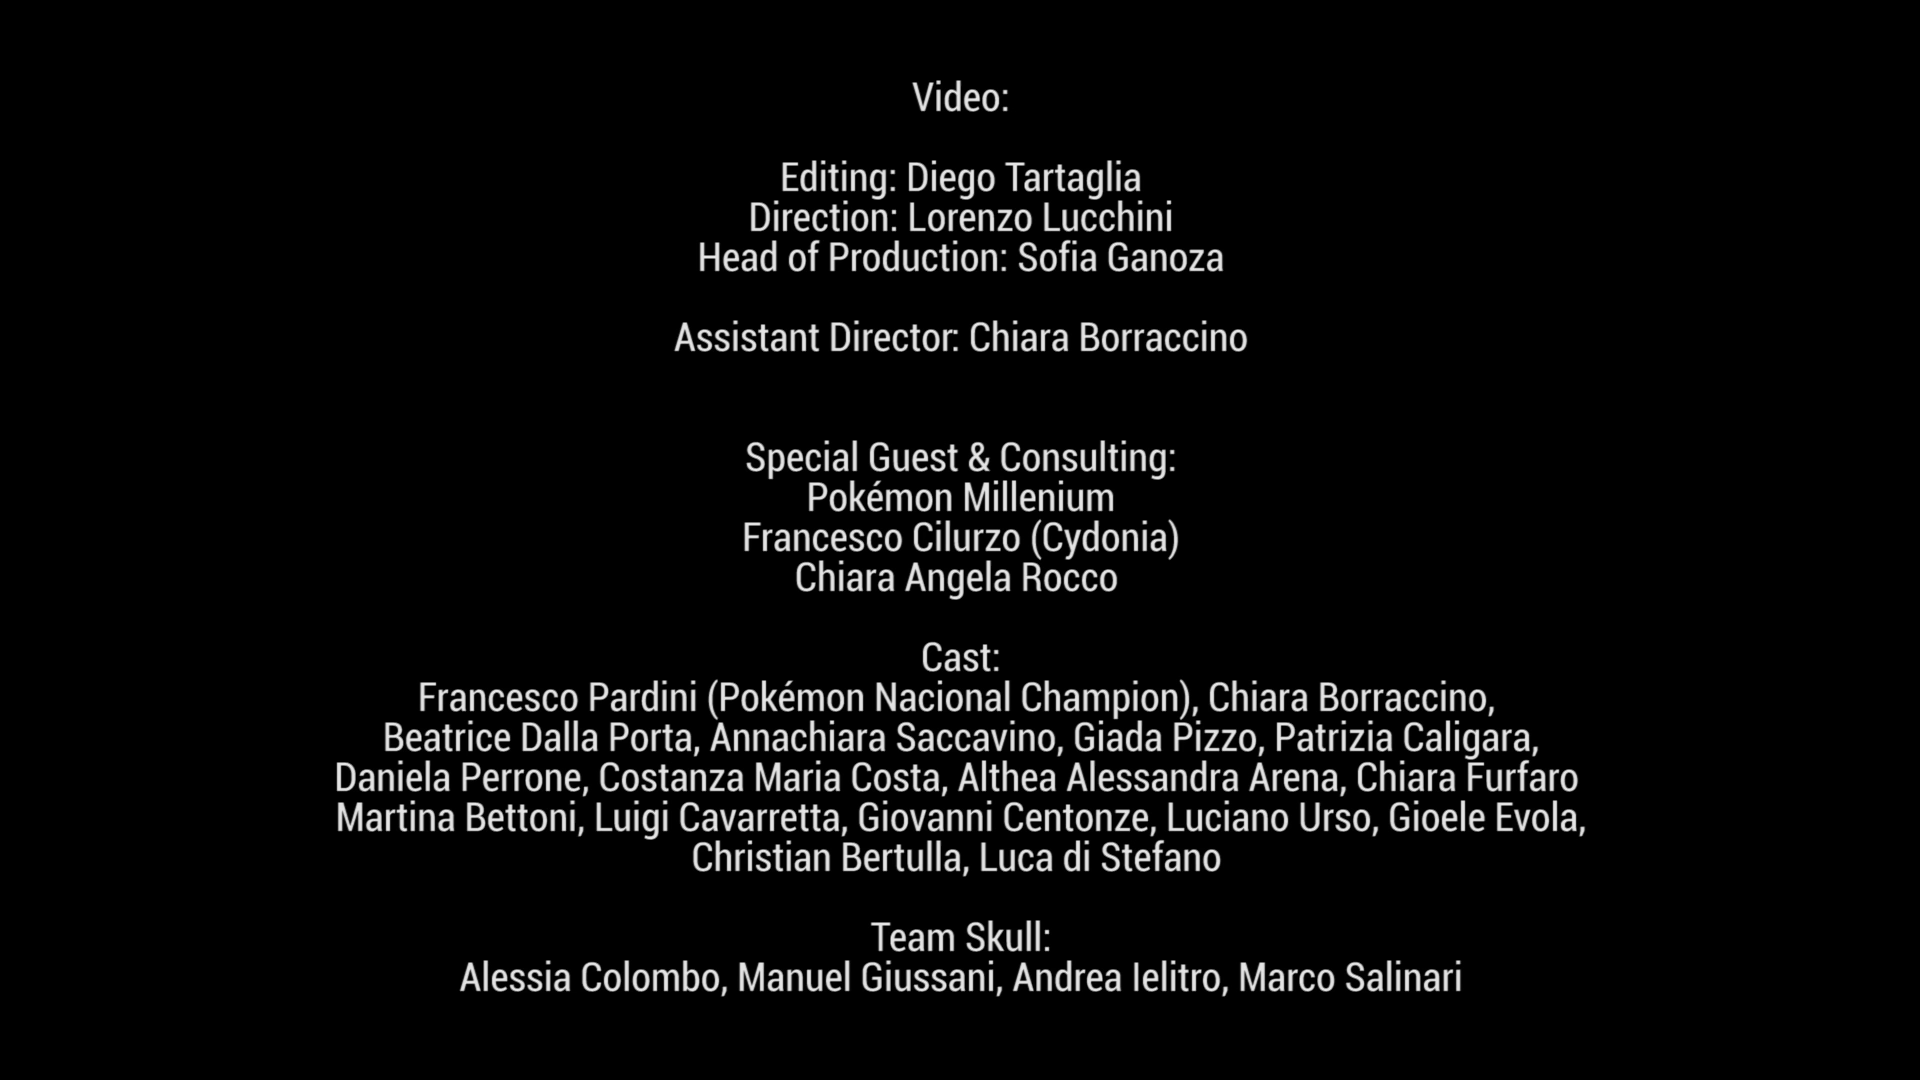 Video:
Editing: Diego Tartaglia
Direction: Lorenzo Lucchini
Head of Production: Sofia Ganoza
Assistant Director: Chiara Borraccino
Special Guest & Consulting:
Pokémon Millenium
Francesco Cilurzo (Cydonia)
Chiara Angela Rocco
Cast:
Francesco Pardini (Pokémon Nacional Champion), Chiara Borraccino,
Beatrice Dalla Porta, Annachiara Saccavino, Giada Pizzo, Patrizia Caligara,
Daniela Perrone, Costanza Maria Costa, Althea Alessandra Arena, Chiara Furfaro
Martina Bettoni, Luigi Cavarretta, Giovanni Centonze, Luciano Urso, Gioele Evola,
Christian Bertulla, Luca di Stefano
Team Skull:
Alessia Colombo, Manuel Giussani, Andrea Ielitro, Marco Salinari